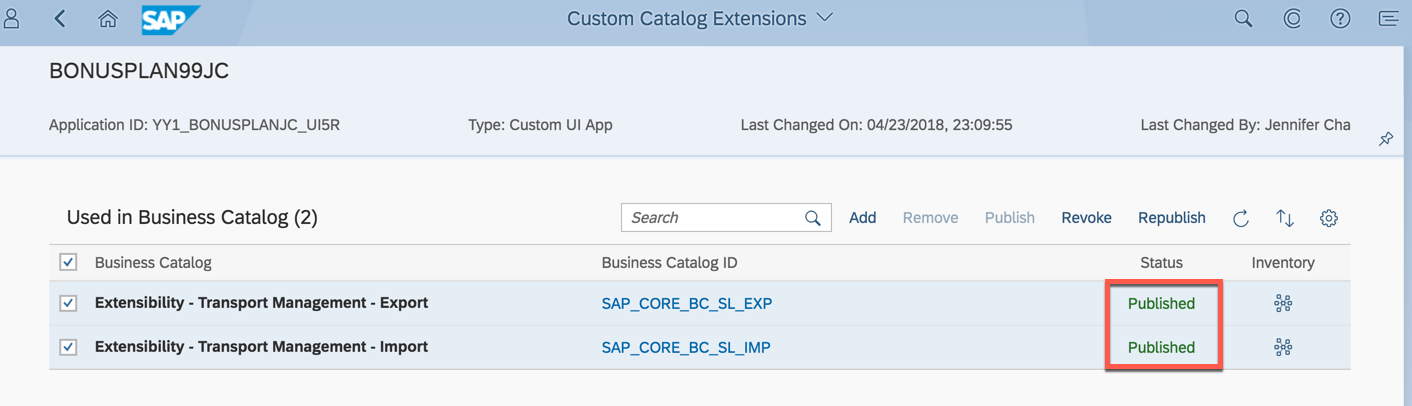 SAP Custom Catalog Extensions
BONUSPLAN99JC
Application ID: YY1_BONUSPLANJC_UI5R Type: Custom UI App Last Changed On: 04/23/2018, 23:09:55 Last Changed By: Jennifer Cha
Used in Business Catalog (2) Search Add Remove Publish Revoke Republish
Business Catalog Business Catalog ID Status Inventory
Extensibility - Transport Management - Export SAP_CORE_BC_SL_EXP Published
Extensibility - Transport Management - Import SAP_CORE_BC_SL_IMP Published